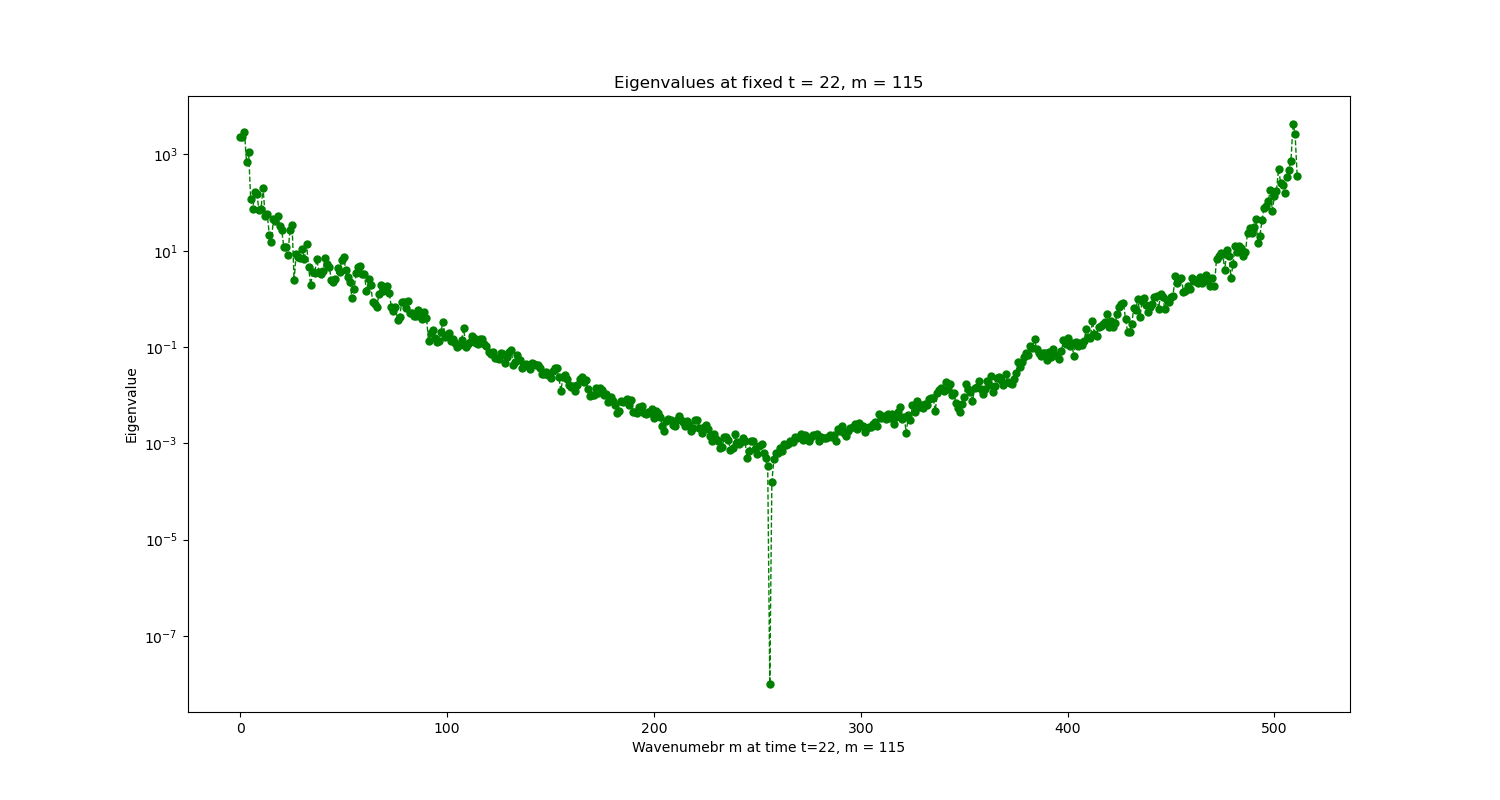 Eigenvalues at fixed t = 22, m = 115
Eigenvalue
10³
10¹
10⁻¹
10⁻³
10⁻⁵
10⁻⁷
0 100 200 300 400 500
Wavenumebr m at time t=22, m = 115